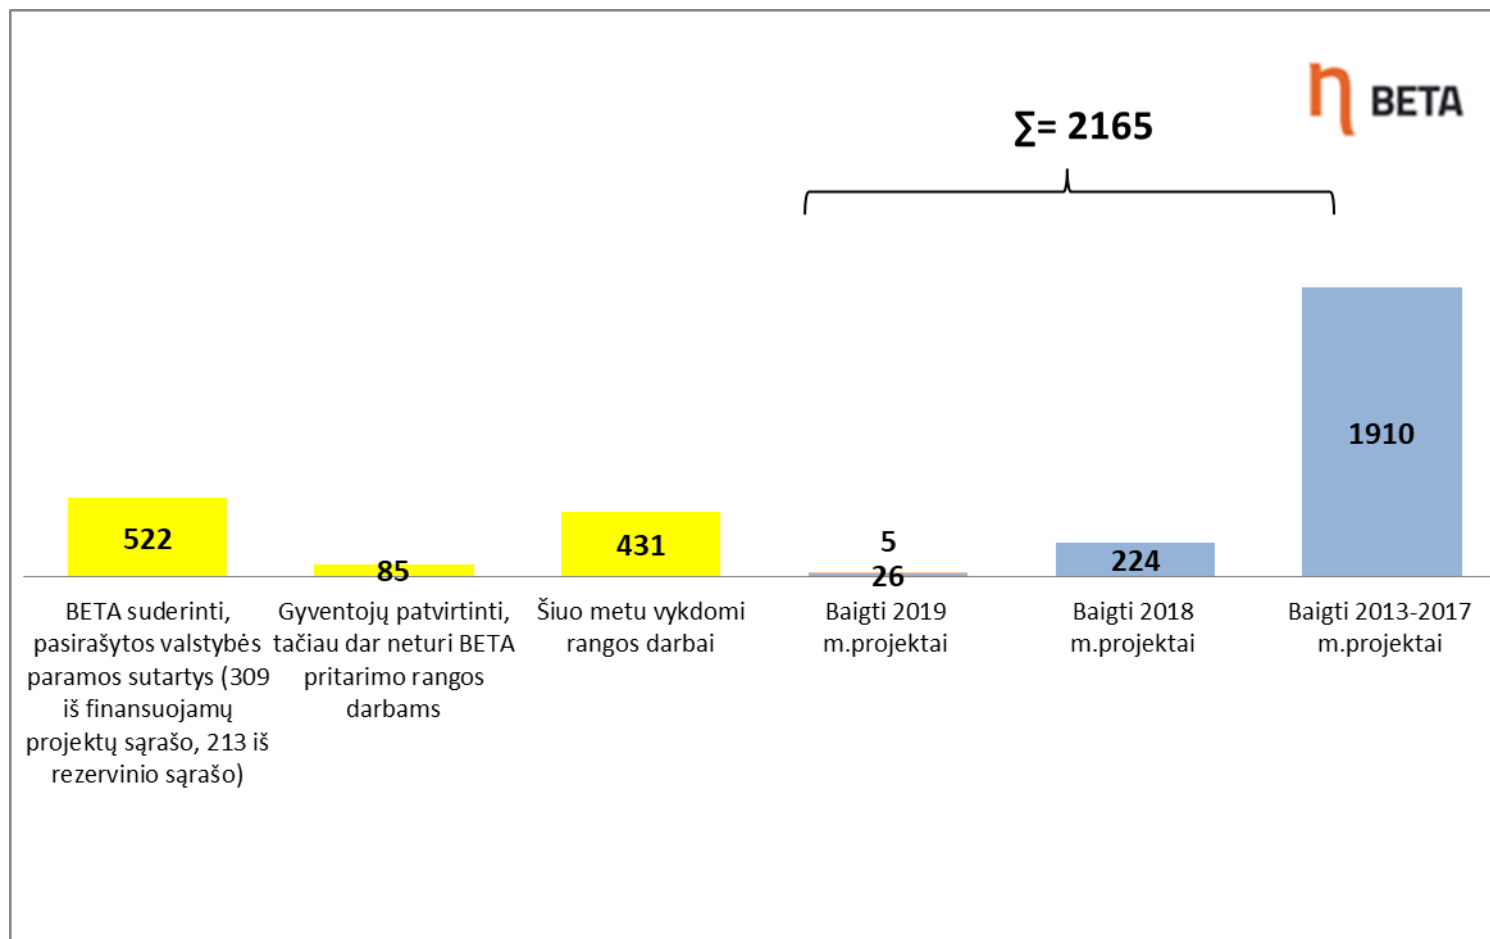 η BETA
∑= 2165
1910
522
85
431
5
26
224
BETA suderinti,
pasirašytos valstybės
paramos sutartys (309
iš finansuojamų
projektų sąrašo, 213 iš
rezervinio sąrašo)
Gyventojų patvirtinti,
tačiau dar neturi BETA
pritarimo rangos
darbams
Šiuo metu vykdomi
rangos darbai
Baigti 2019
m.projektai
Baigti 2018
m.projektai
Baigti 2013-2017
m.projektai